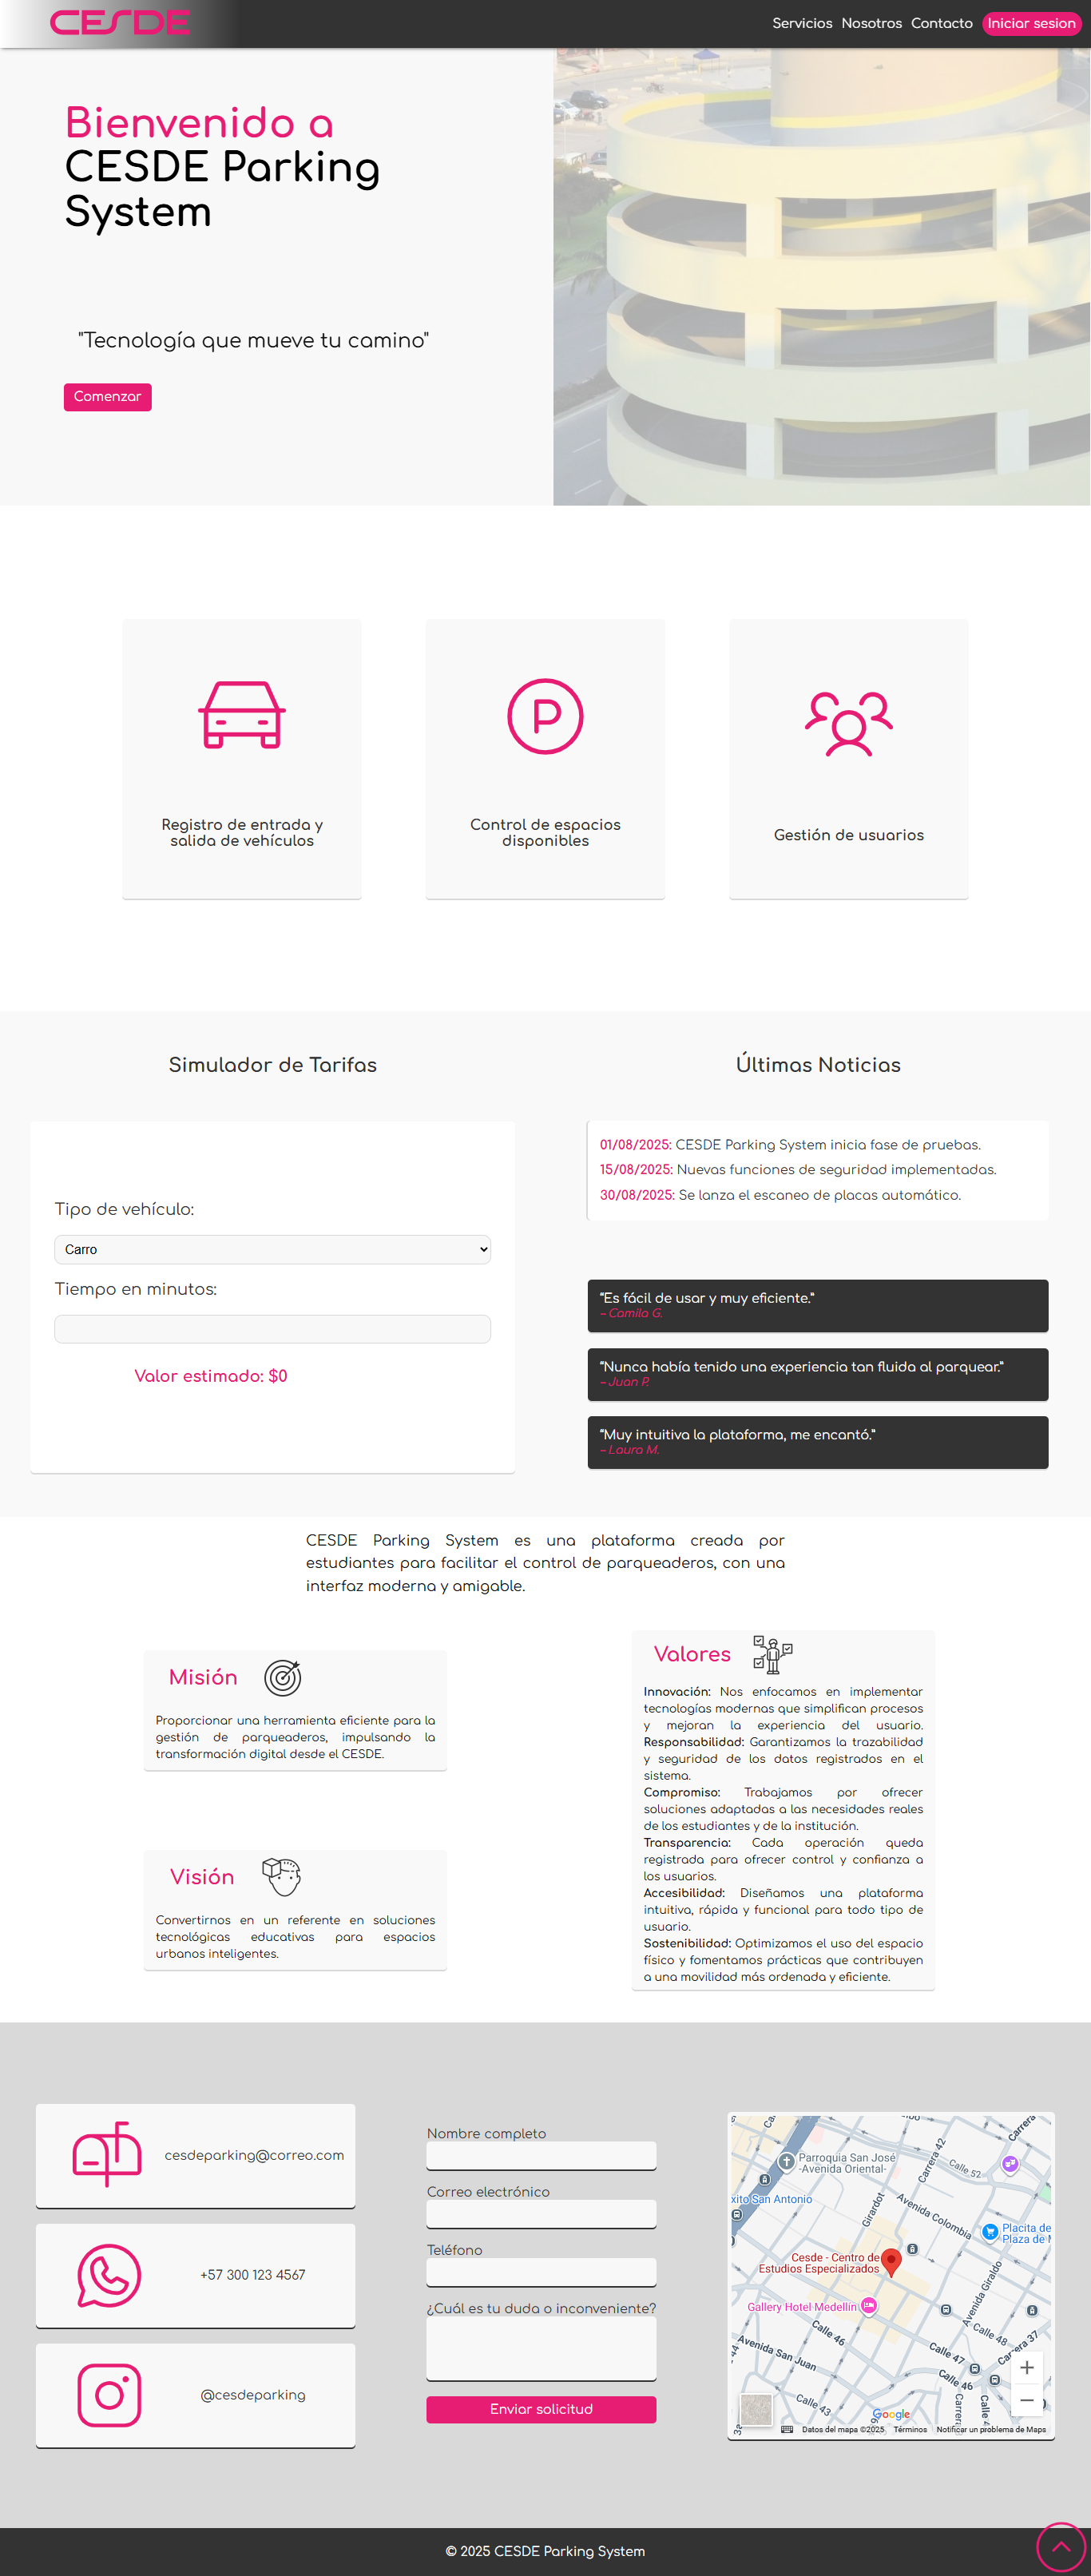 CESDE
Servicios Nosotros Contacto Iniciar sesion
Bienvenido a
CESDE Parking
System
"Tecnología que mueve tu camino"
Comenzar
Registro de entrada y
salida de vehículos
Control de espacios
disponibles
Gestión de usuarios
Simulador de Tarifas
Tipo de vehículo:
Carro
Tiempo en minutos:
Valor estimado: $0
Últimas Noticias
01/08/2025: CESDE Parking System inicia fase de pruebas.
15/08/2025: Nuevas funciones de seguridad implementadas.
30/08/2025: Se lanza el escaneo de placas automático.
“Es fácil de usar y muy eficiente.”
– Camila G.
“Nunca había tenido una experiencia tan fluida al parquear.”
– Juan P.
“Muy intuitiva la plataforma, me encantó.”
– Laura M.
CESDE Parking System es una plataforma creada por
estudiantes para facilitar el control de parqueaderos, con una
interfaz moderna y amigable.
Misión
Proporcionar una herramienta eficiente para la
gestión de parqueaderos, impulsando la
transformación digital desde el CESDE.
Visión
Convertirnos en un referente en soluciones
tecnológicas educativas para espacios
urbanos inteligentes.
Valores
Innovación: Nos enfocamos en implementar
tecnologías modernas que simplifican procesos
y mejoran la experiencia del usuario.
Responsabilidad: Garantizamos la trazabilidad
y seguridad de los datos registrados en el
sistema.
Compromiso: Trabajamos por ofrecer
soluciones adaptadas a las necesidades reales
de los estudiantes y de la institución.
Transparencia: Cada operación queda
registrada para ofrecer control y confianza a
los usuarios.
Accesibilidad: Diseñamos una plataforma
intuitiva, rápida y funcional para todo tipo de
usuario.
Sostenibilidad: Optimizamos el uso del espacio
físico y fomentamos prácticas que contribuyen
a una movilidad más ordenada y eficiente.
cesdeparking@correo.com
+57 300 123 4567
@cesdeparking
Nombre completo
Correo electrónico
Teléfono
¿Cuál es tu duda o inconveniente?
Enviar solicitud
Carrera
Parroquia San José
-Avenida Oriental-
Carrera 42
Calle 52
xito San Antonio
Girardot
Avenida Colombia
Placita de
Plaza de M
Cesde - Centro de
Estudios Especializados
Avenida Giraldo
Gallery Hotel Medellin
Calle 46
Calle 48
Carrera 37
Avenida San Juan
Calle 47
Calle 46
Calle 43
Carrera
Google
Datos del mapa ©2025 Términos Notificar un problema de Maps
© 2025 CESDE Parking System